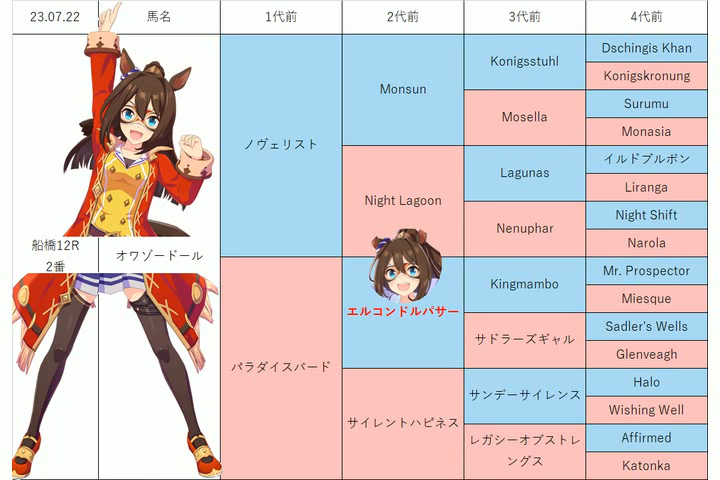 23.07.22 馬名 1代前 2代前 3代前 4代前
船橋12R
2番
オワゾードール
ノヴェリスト
パラダイスバード
Monsun
Night Lagoon
エルコンドルパサー
サイレントハピネス
Konigsstuhl
Mosella
Lagunas
Nenuphar
Kingmambo
サドラーズギャル
サンデーサイレンス
レガシーオブストレ
ングス
Dschingis Khan
Konigskronung
Surumu
Monasia
イルドブルボン
Liranga
Night Shift
Narola
Mr. Prospector
Miesque
Sadler's Wells
Glenveagh
Halo
Wishing Well
Affirmed
Katonka